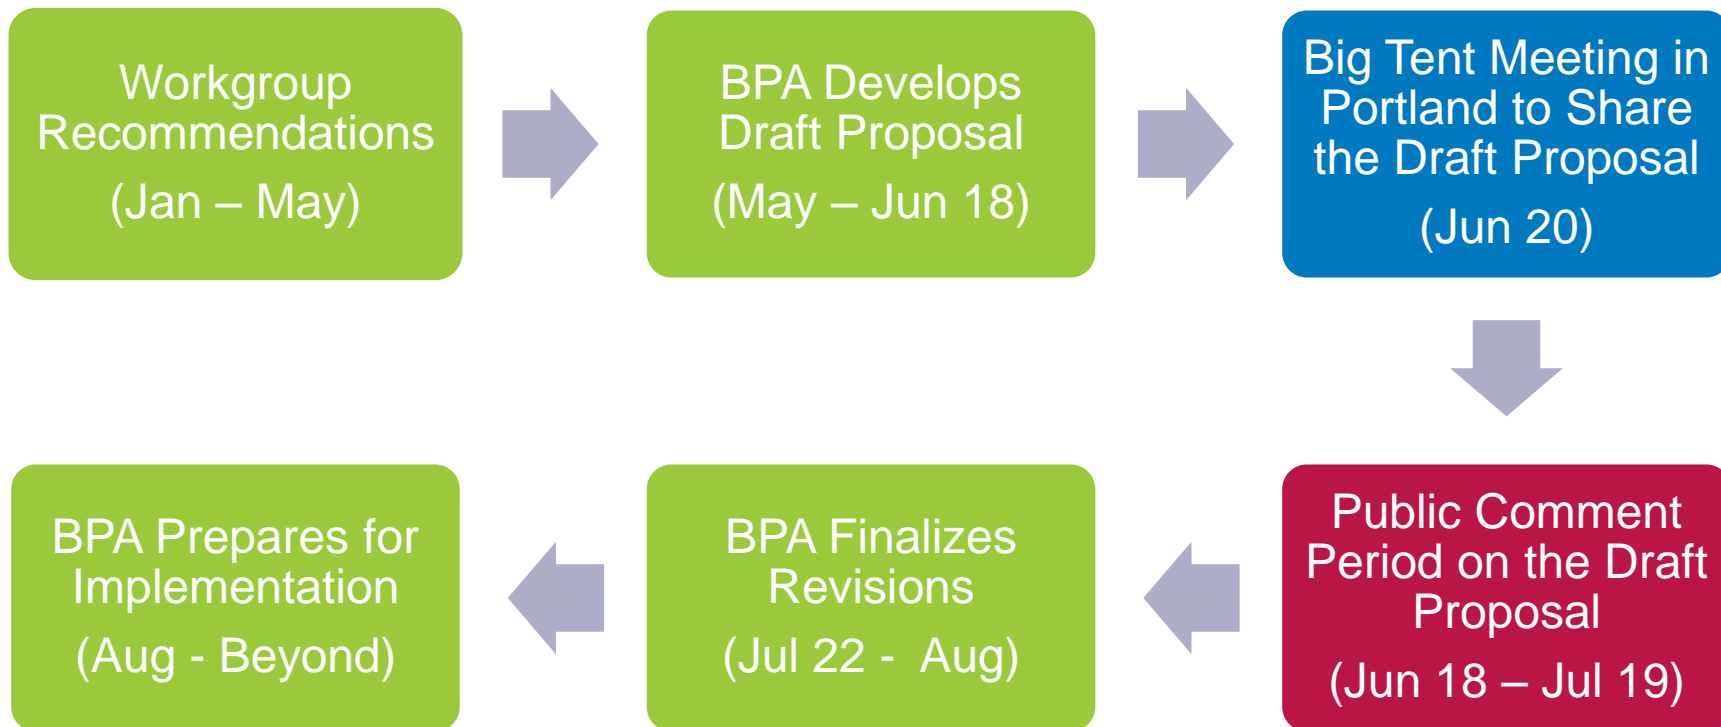 Workgroup
Recommendations
(Jan – May)
BPA Develops
Draft Proposal
(May – Jun 18)
Big Tent Meeting in
Portland to Share
the Draft Proposal
(Jun 20)
Public Comment
Period on the Draft
Proposal
(Jun 18 – Jul 19)
BPA Finalizes
Revisions
(Jul 22 -  Aug)
BPA Prepares for
Implementation
(Aug - Beyond)